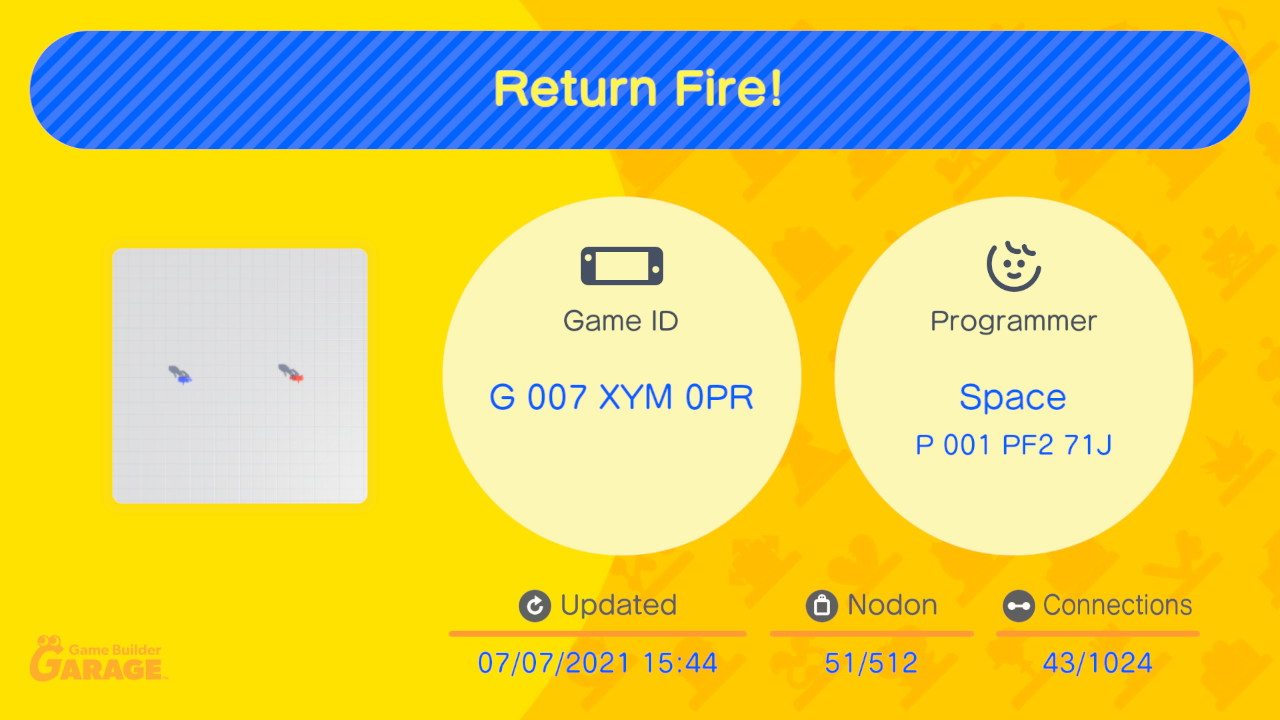 Return Fire!
Game ID
G 007 XYM 0PR
Programmer
Space
P 001 PF2 71J
Updated
07/07/2021 15:44
Nodon
51/512
Connections
43/1024
Game Builder
GARAGE